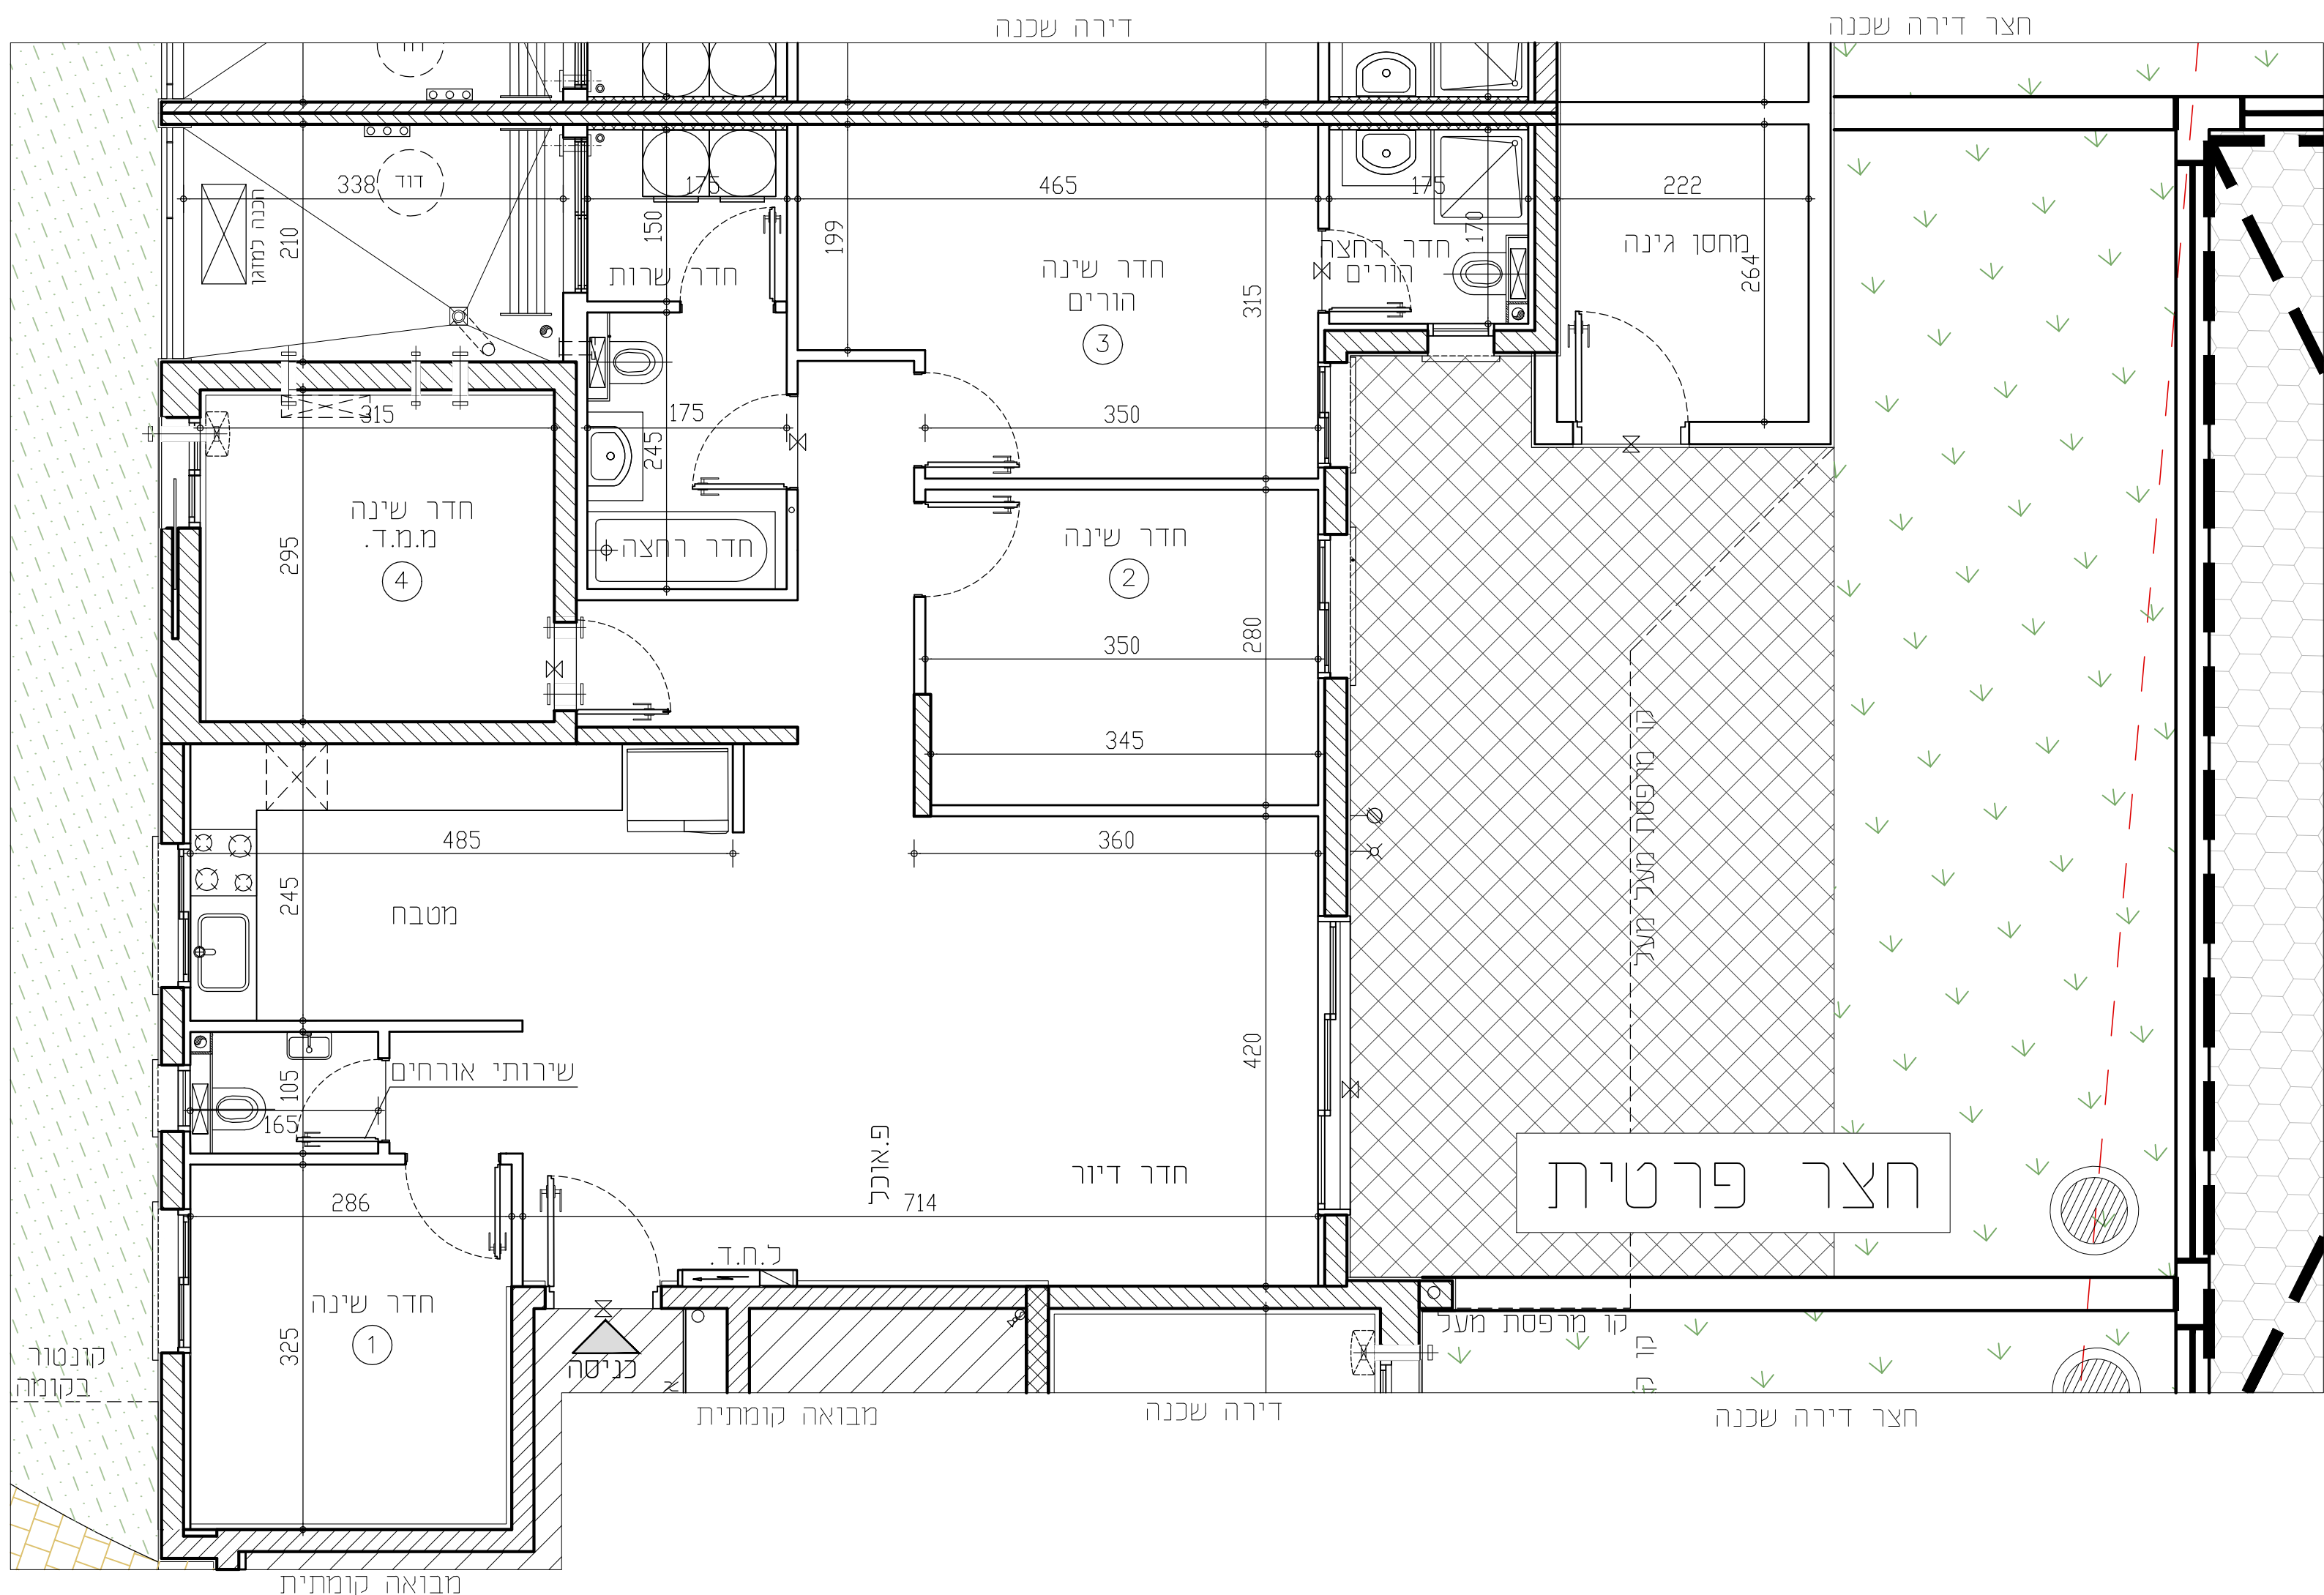 דירה שכנה
חצר דירה שכנה
דוד
338
הכנה למזגן
210
175
150
חדר שרות
199
465
חדר שינה
הורים
3
315
350
175
170
חדר רחצה
הורים
222
מחסן גינה
264
315
חדר שינה
ממ.ד.
4
295
175
245
חדר רחצה
חדר שינה
2
280
350
345
קו מרפסת מעל מעל
485
245
מטבח
360
420
שירותי אורחים
105
165
פ.אוכל
חדר דיור
714
חצר פרטית
286
ל.ח.ד.
חדר שינה
1
325
כניסה
קו מרפסת מעל
קונטור
בקומה
מבואה קומתית
דירה שכנה
חצר דירה שכנה
מבואה קומתית